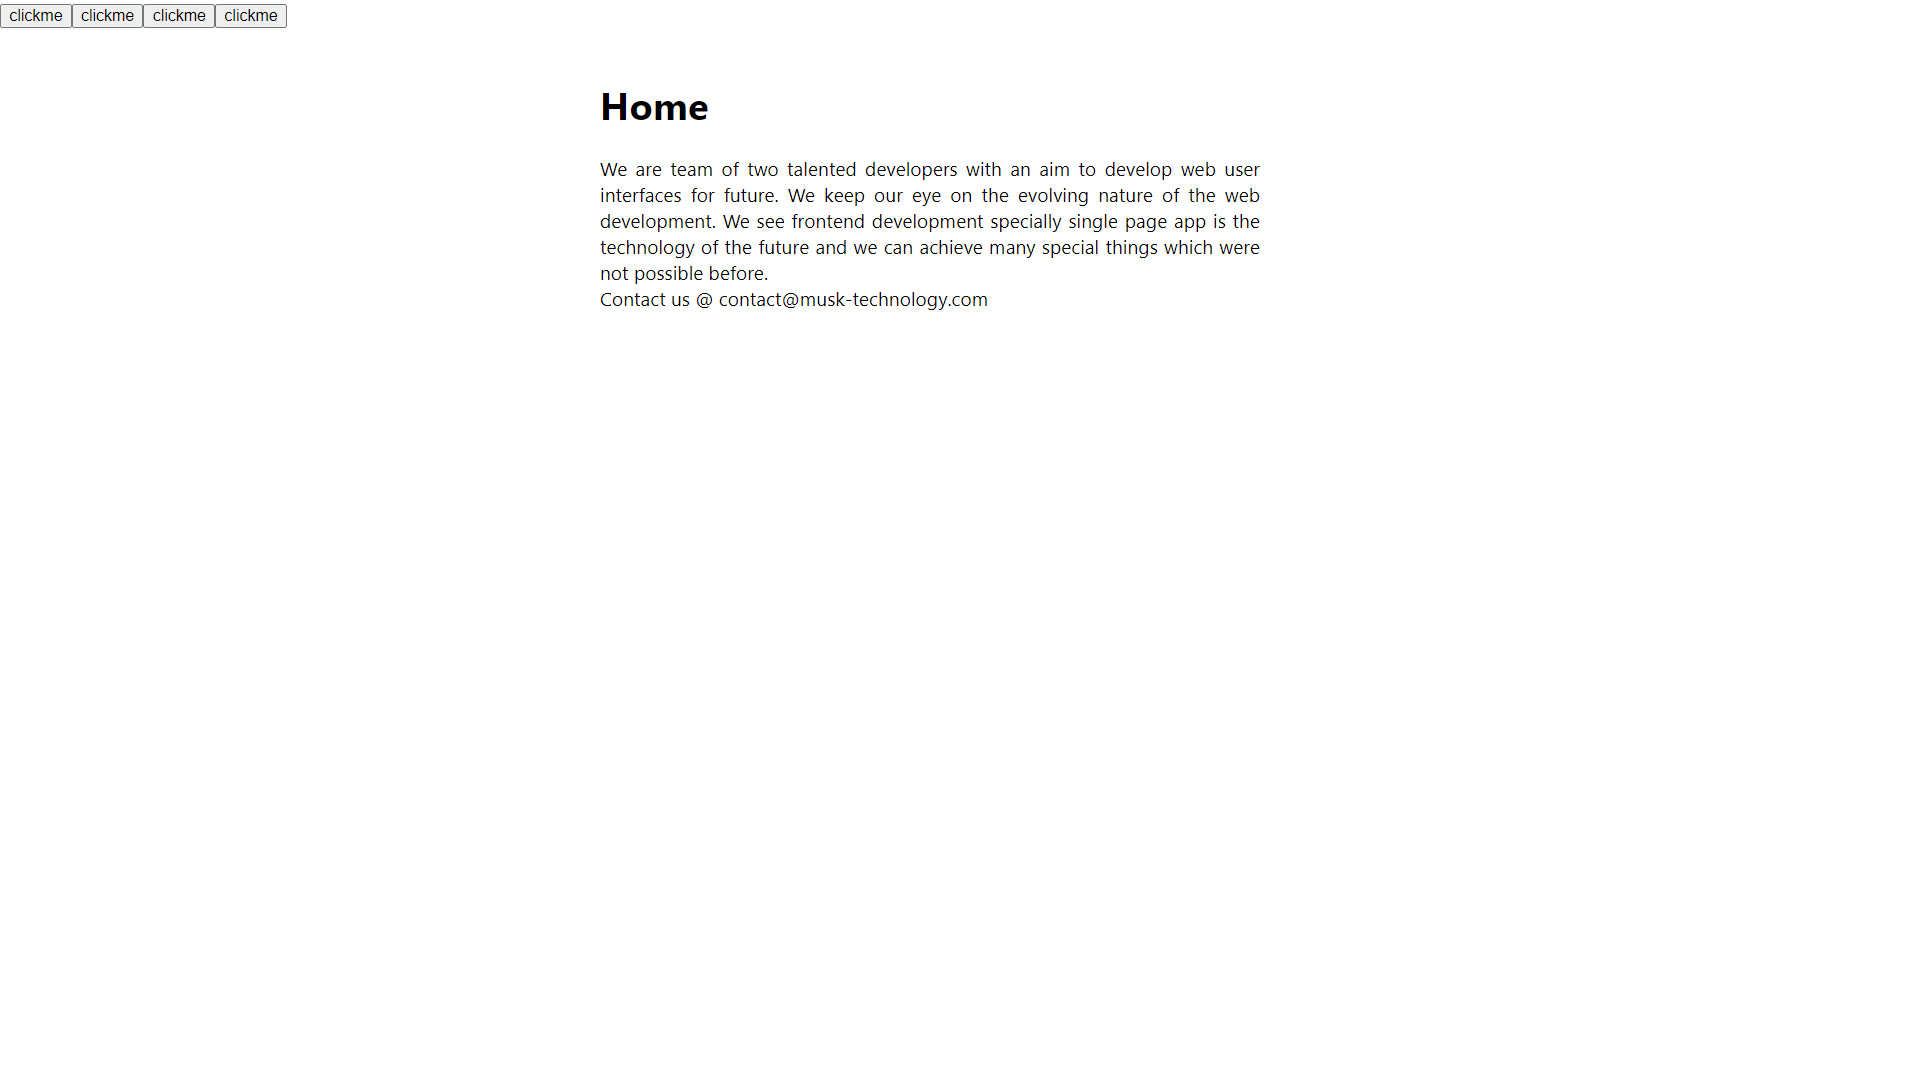 clickme clickme clickme clickme
Home
We are team of two talented developers with an aim to develop web user
interfaces for future. We keep our eye on the evolving nature of the web
development. We see frontend development specially single page app is the
technology of the future and we can achieve many special things which were
not possible before.
Contact us @ contact@musk-technology.com